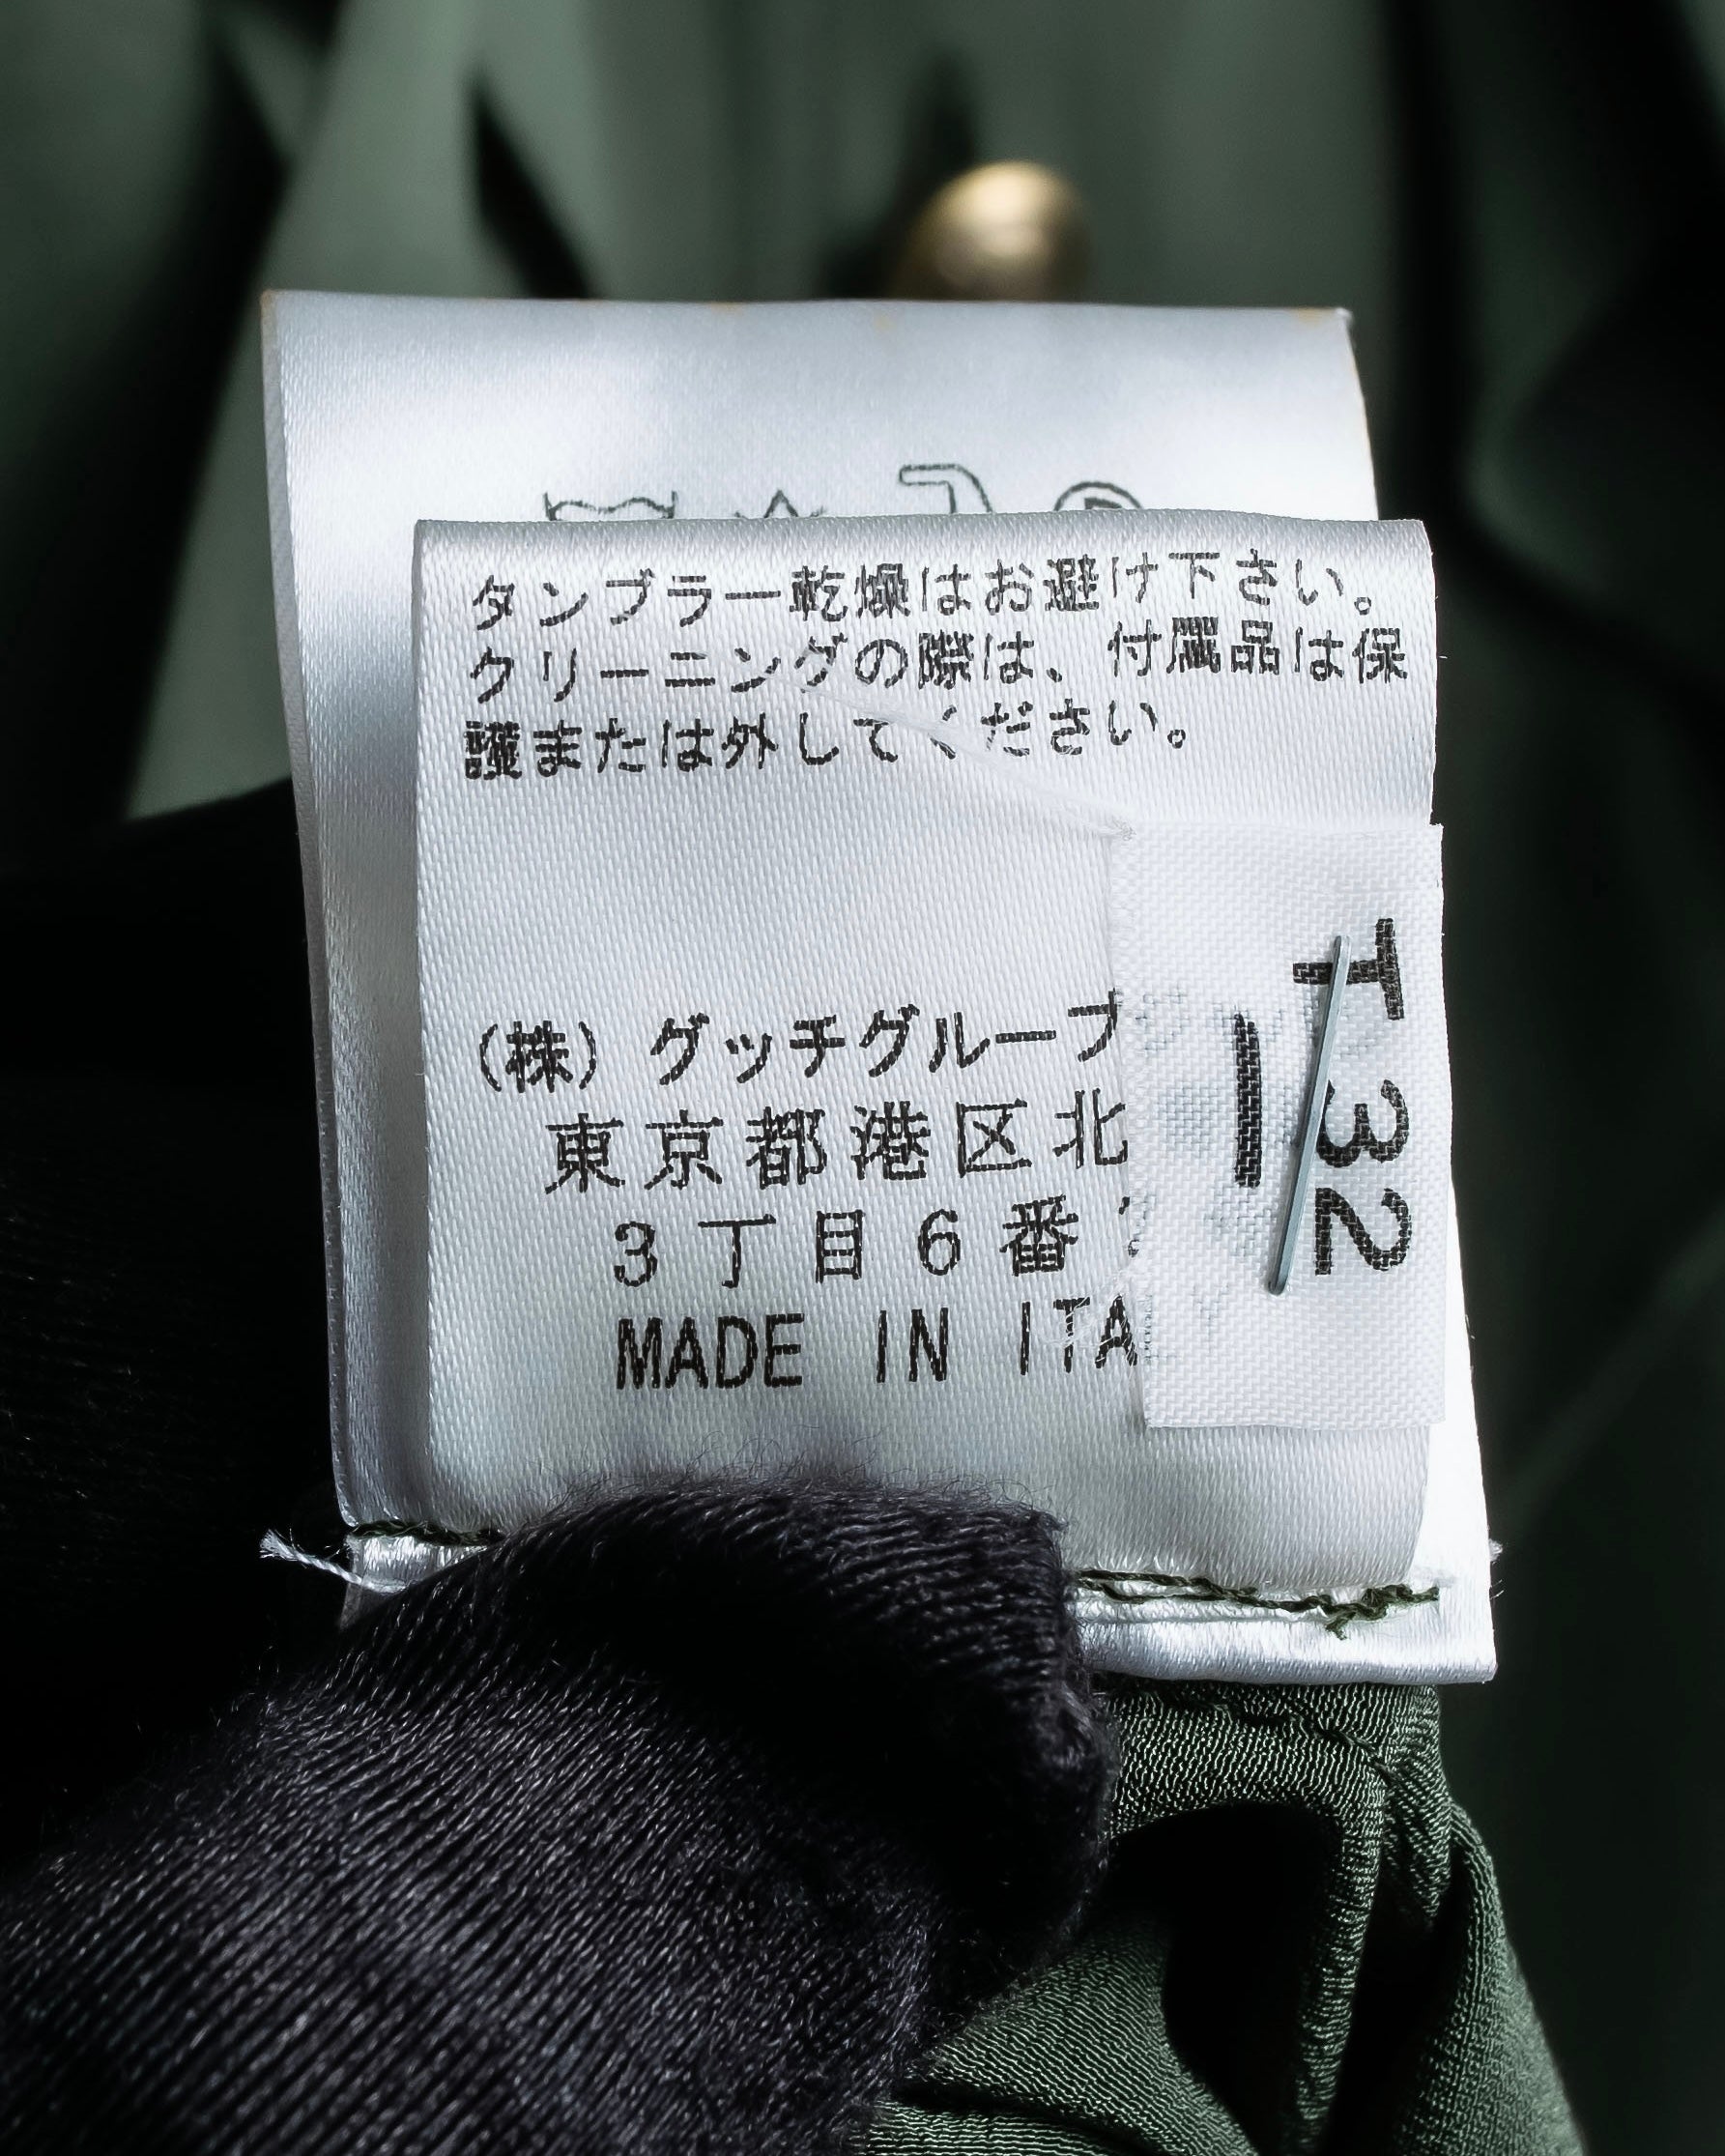 タンブラー乾燥はお避け下さい。
クリーニングの際は、付属品は保
護または外してください。
(株) グッチグループ
東京都港区北
3丁目6番
MADE IN ITA
T 32